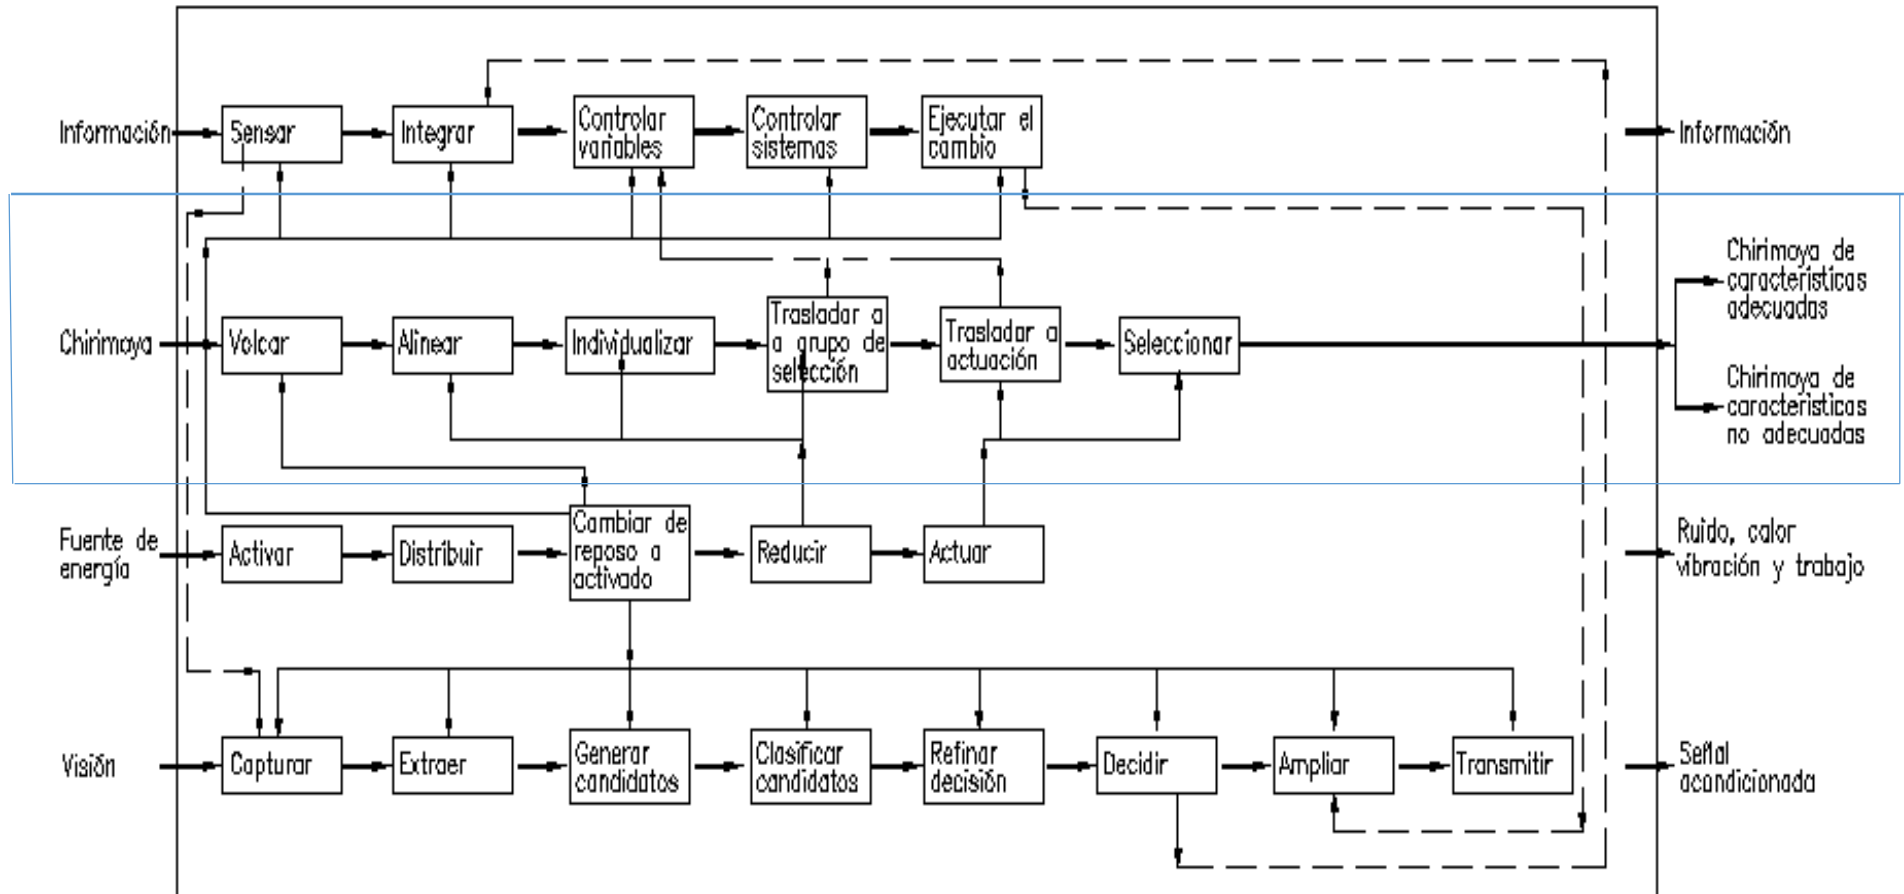 Información
Sensar
Integrar
Controlar
variables
Controlar
sistemas
Ejecutar el
cambio
Información
Chirimoya
Volcar
Alinear
Individualizar
Trasladar a
a grupo de
selección
Trasladar a
actuación
Seleccionar
Chirimoya de
características
adecuadas
Chirimoya de
características
no adecuadas
Fuente de
energía
Activar
Distribuir
Cambiar de
reposo a
activado
Reducir
Actuar
Ruido, calor
vibración y trabajo
Visión
Capturar
Extraer
Generar
candidatos
Clasificar
candidatos
Refinar
decisión
Decidir
Ampliar
Transmitir
Señal
acondicionada